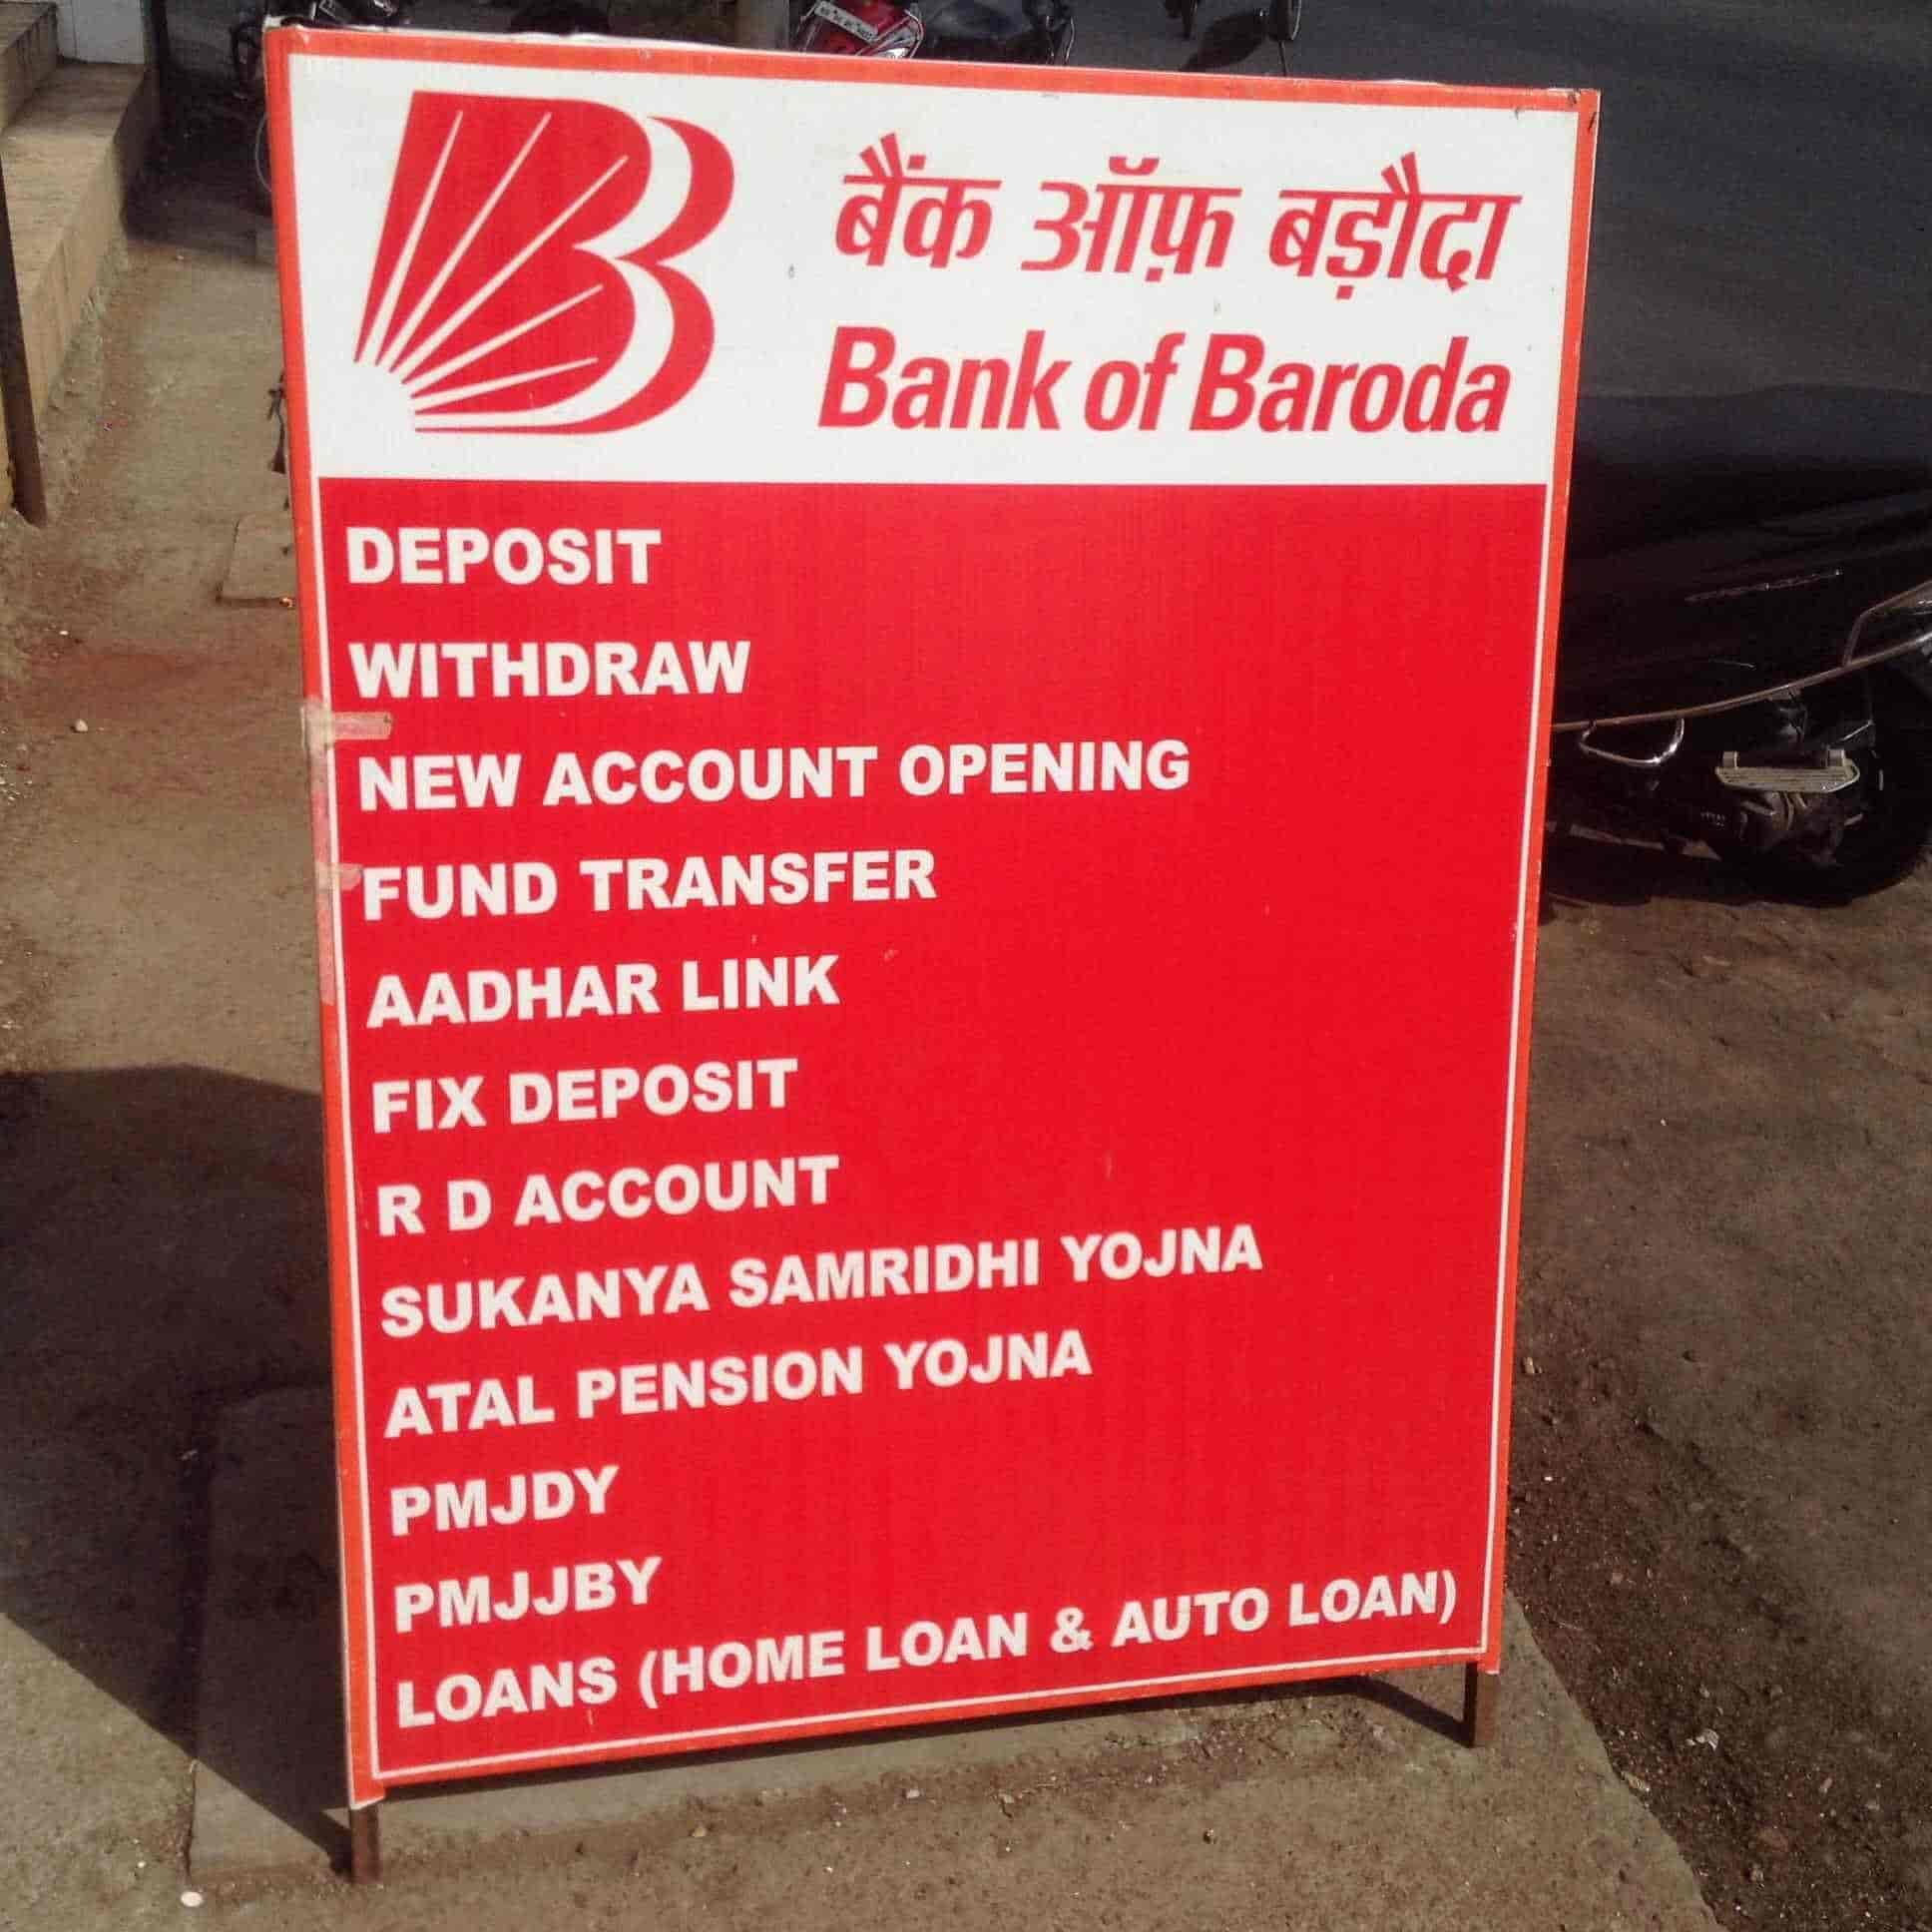 बैंक ऑफ़ बड़ौदा
Bank of Baroda
DEPOSIT
WITHDRAW
NEW ACCOUNT OPENING
FUND TRANSFER
AADHAR LINK
FIX DEPOSIT
R D ACCOUNT
SUKANYA SAMRIDHI YOJNA
ATAL PENSION YOJNA
PMJDY
PMJJBY
LOANS (HOME LOAN & AUTO LOAN)